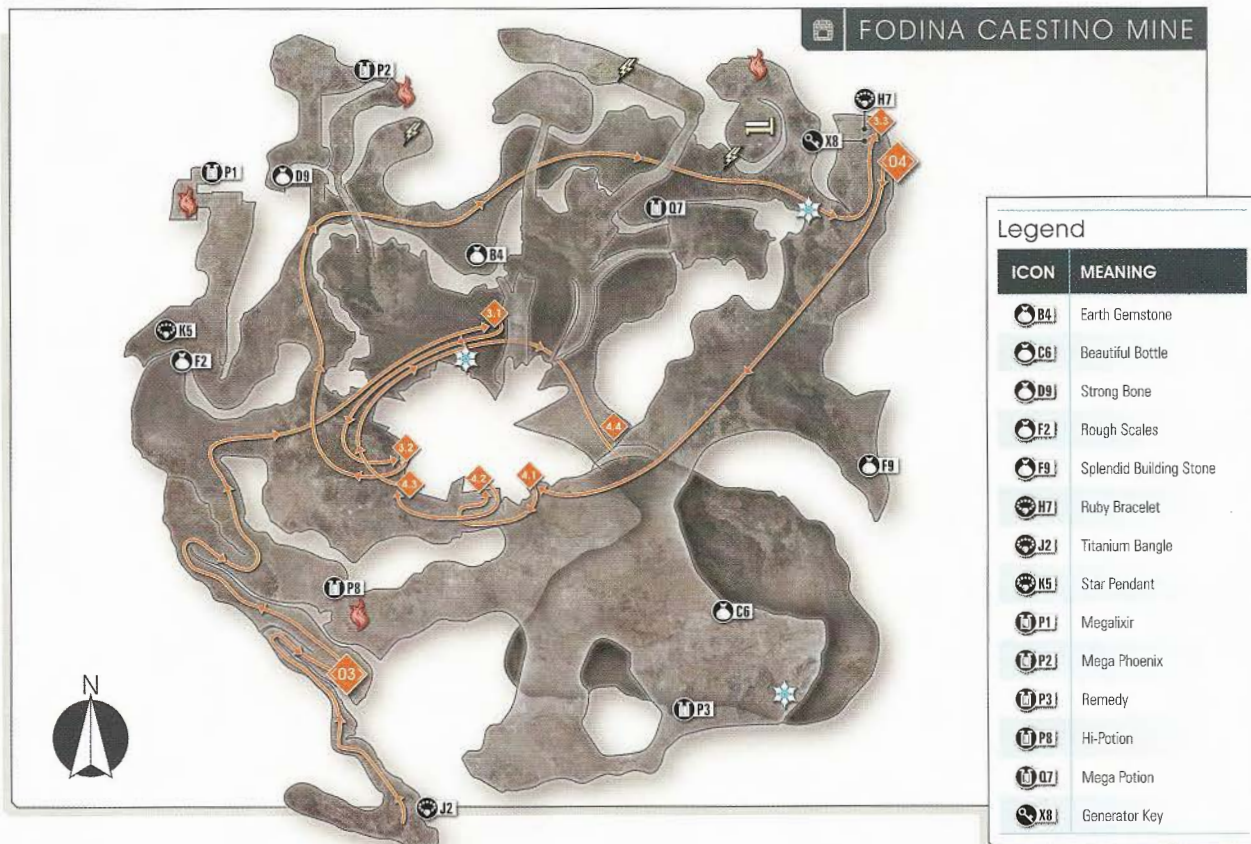 FODINA CAESTINO MINE
P2
H7
3.3
X8
04
P1
D9
Q7
B4
3.1
K5
F2
4.4
3.2
4.3
4.2
4.1
F9
P8
C6
03
N
P3
J2
Legend
ICON MEANING
B4 Earth Gemstone
C6 Beautiful Bottle
D9 Strong Bone
F2 Rough Scales
F9 Splendid Building Stone
H7 Ruby Bracelet
J2 Titanium Bangle
K5 Star Pendant
P1 Megalixir
P2 Mega Phoenix
P3 Remedy
P8 Hi-Potion
Q7 Mega Potion
X8 Generator Key